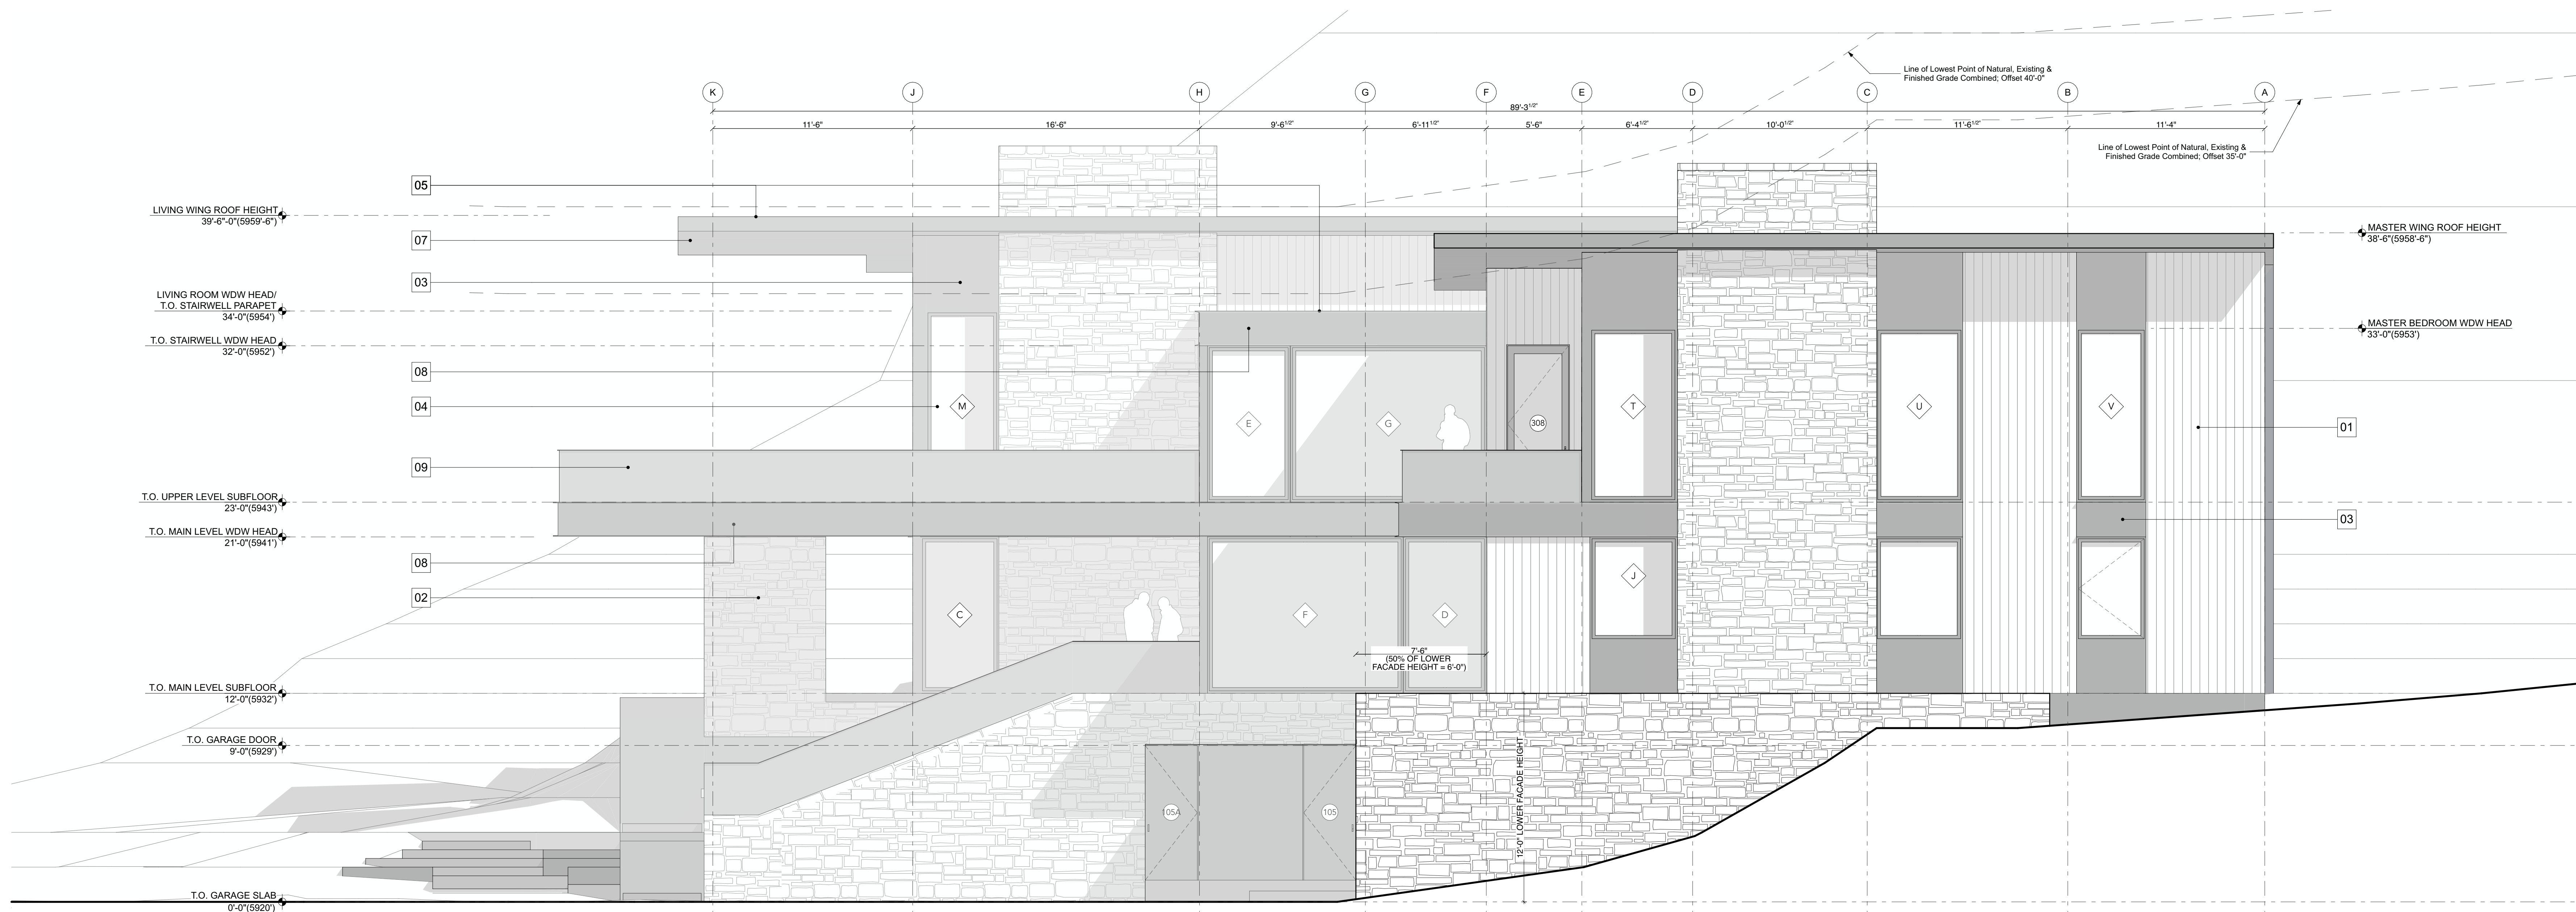 Line of Lowest Point of Natural, Existing &
Finished Grade Combined; Offset 40'-0"
K
J
H
G
F
E
D
C
B
A
89'-3 1/2"
11'-6"
16'-6"
9'-6 1/2"
6'-11 1/2"
5'-6"
6'-4 1/2"
10'-0 1/2"
11'-6 1/2"
11'-4"
Line of Lowest Point of Natural, Existing &
Finished Grade Combined; Offset 35'-0"
05
LIVING WING ROOF HEIGHT
39'-6"-0"(5959'-6")
MASTER WING ROOF HEIGHT
38'-6"(5958'-6")
07
03
LIVING ROOM WDW HEAD/
T.O. STAIRWELL PARAPET
34'-0"(5954')
MASTER BEDROOM WDW HEAD
33'-0"(5953')
T.O. STAIRWELL WDW HEAD
32'-0"(5952')
08
04
M
E
G
308
T
U
V
01
09
T.O. UPPER LEVEL SUBFLOOR
23'-0"(5943')
03
T.O. MAIN LEVEL WDW HEAD
21'-0"(5941')
08
02
C
F
D
J
7'-6"
(50% OF LOWER
FACADE HEIGHT = 6'-0")
T.O. MAIN LEVEL SUBFLOOR
12'-0"(5932')
T.O. GARAGE DOOR
9'-0"(5929')
12'-0" LOWER FACADE HEIGHT
105A
105
T.O. GARAGE SLAB
0'-0"(5920')